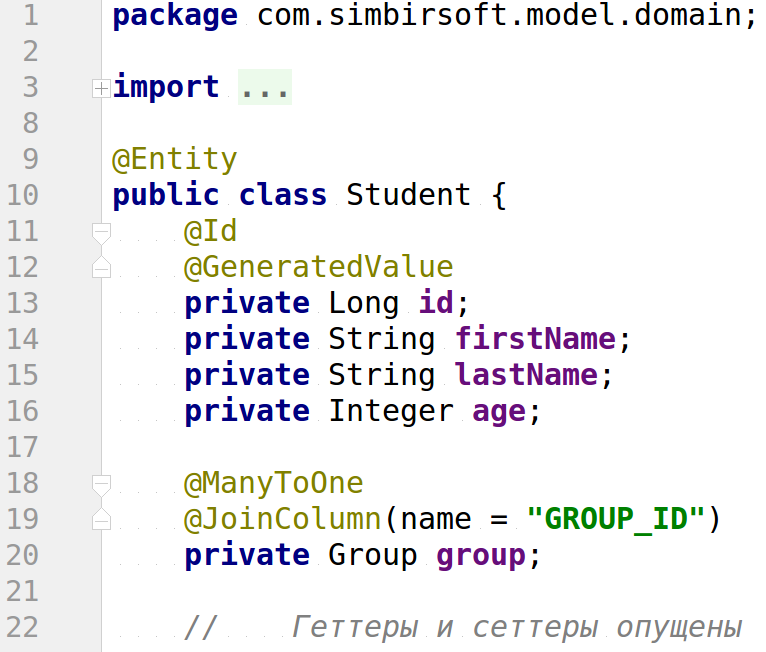 1 package com.simbirsoft.model.domain;
2
3 import ...
8
9 @Entity
10 public class Student {
11 @Id
12 @GeneratedValue
13 private Long id;
14 private String firstName;
15 private String lastName;
16 private Integer age;
17
18 @ManyToOne
19 @JoinColumn(name = "GROUP_ID")
20 private Group group;
21
22 // Геттеры и сеттеры опущены